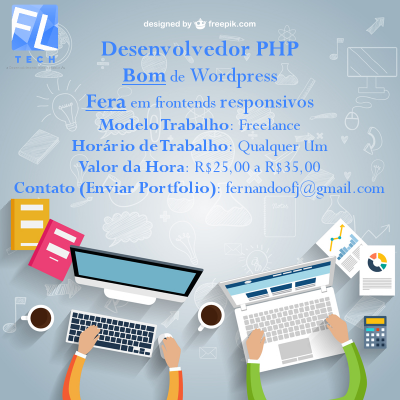 designed by freepik.com
FL
TECH
Desenvolvedor PHP
Bom de Wordpress
Fera em frontends responsivos
Modelo Trabalho: Freelance
Horário de Trabalho: Qualquer Um
Valor da Hora: R$25,00 a R$35,00
Contato (Enviar Portfolio): fernandoofj@gmail.com